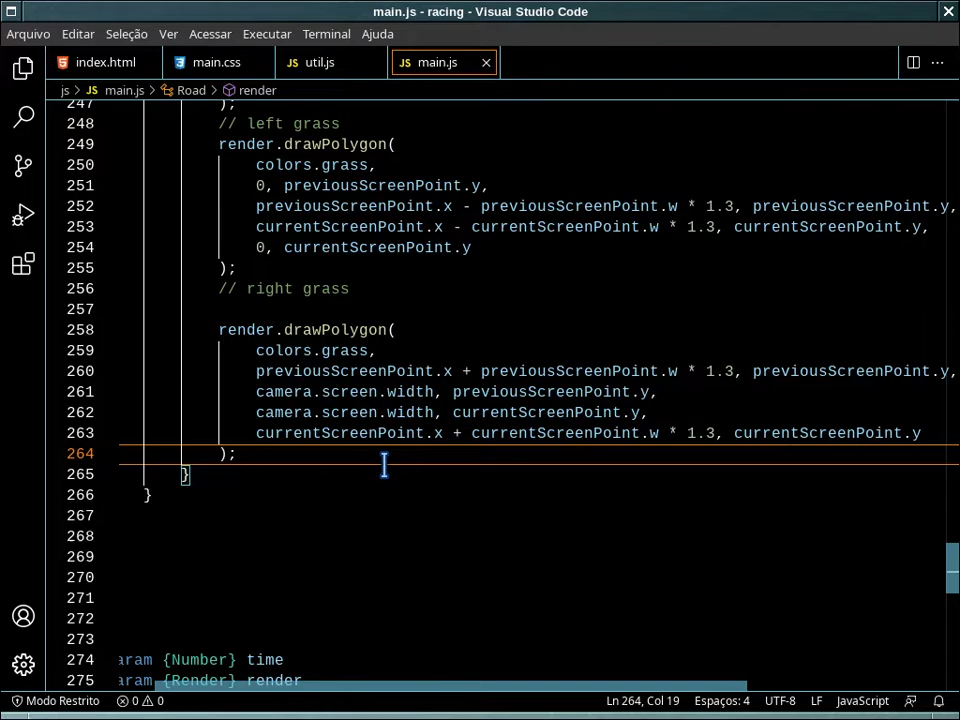 main.js - racing - Visual Studio Code
Arquivo Editar Seleção Ver Acessar Executar Terminal Ajuda
index.html main.css util.js main.js
js > main.js > Road > render
247 );
248 // left grass
249 render.drawPolygon(
250 colors.grass,
251 0, previousScreenPoint.y,
252 previousScreenPoint.x - previousScreenPoint.w * 1.3, previousScreenPoint.y,
253 currentScreenPoint.x - currentScreenPoint.w * 1.3, currentScreenPoint.y,
254 0, currentScreenPoint.y
255 );
256 // right grass
257
258 render.drawPolygon(
259 colors.grass,
260 previousScreenPoint.x + previousScreenPoint.w * 1.3, previousScreenPoint.y,
261 camera.screen.width, previousScreenPoint.y,
262 camera.screen.width, currentScreenPoint.y,
263 currentScreenPoint.x + currentScreenPoint.w * 1.3, currentScreenPoint.y
264 );
265 }
266 }
267
268
269
270
271
272
273
274 aram {Number} time
275 aram {Render} render
Modo Restrito 0 0 Ln 264, Col 19 Espaços: 4 UTF-8 LF JavaScript